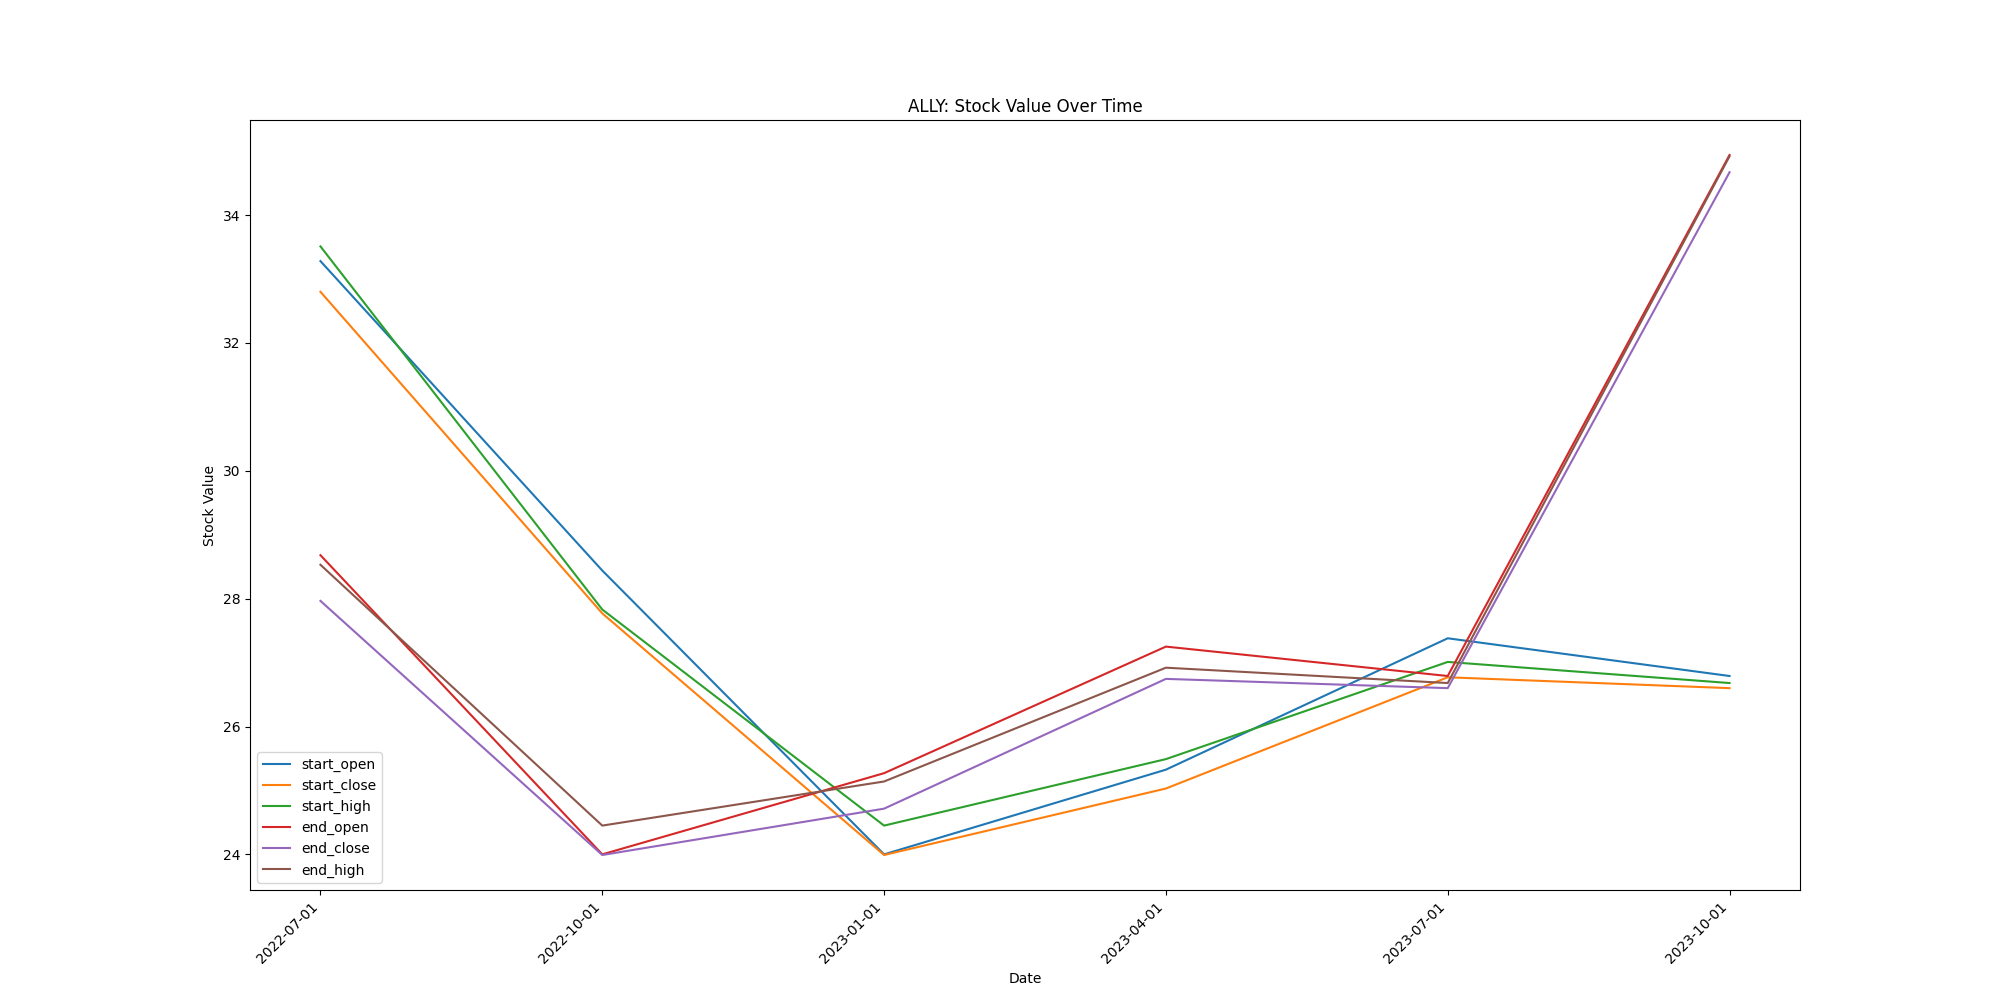 ALLY: Stock Value Over Time
Stock Value
34
32
30
28
26
24
start_open
start_close
start_high
end_open
end_close
end_high
2022-07-01
2022-10-01
2023-01-01
2023-04-01
2023-07-01
2023-10-01
Date